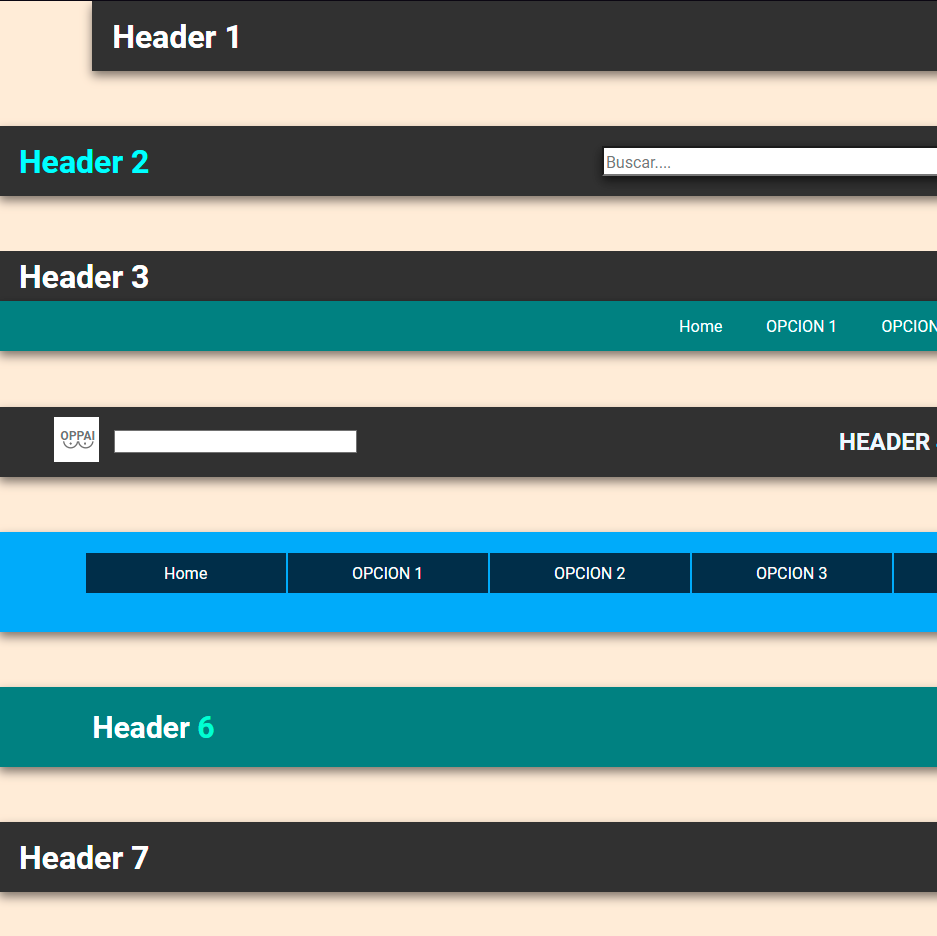 Header 1
Header 2
Buscar....
Header 3
Home OPCION 1 OPCION
OPPAI
HEADER
Home OPCION 1 OPCION 2 OPCION 3
Header 6
Header 7